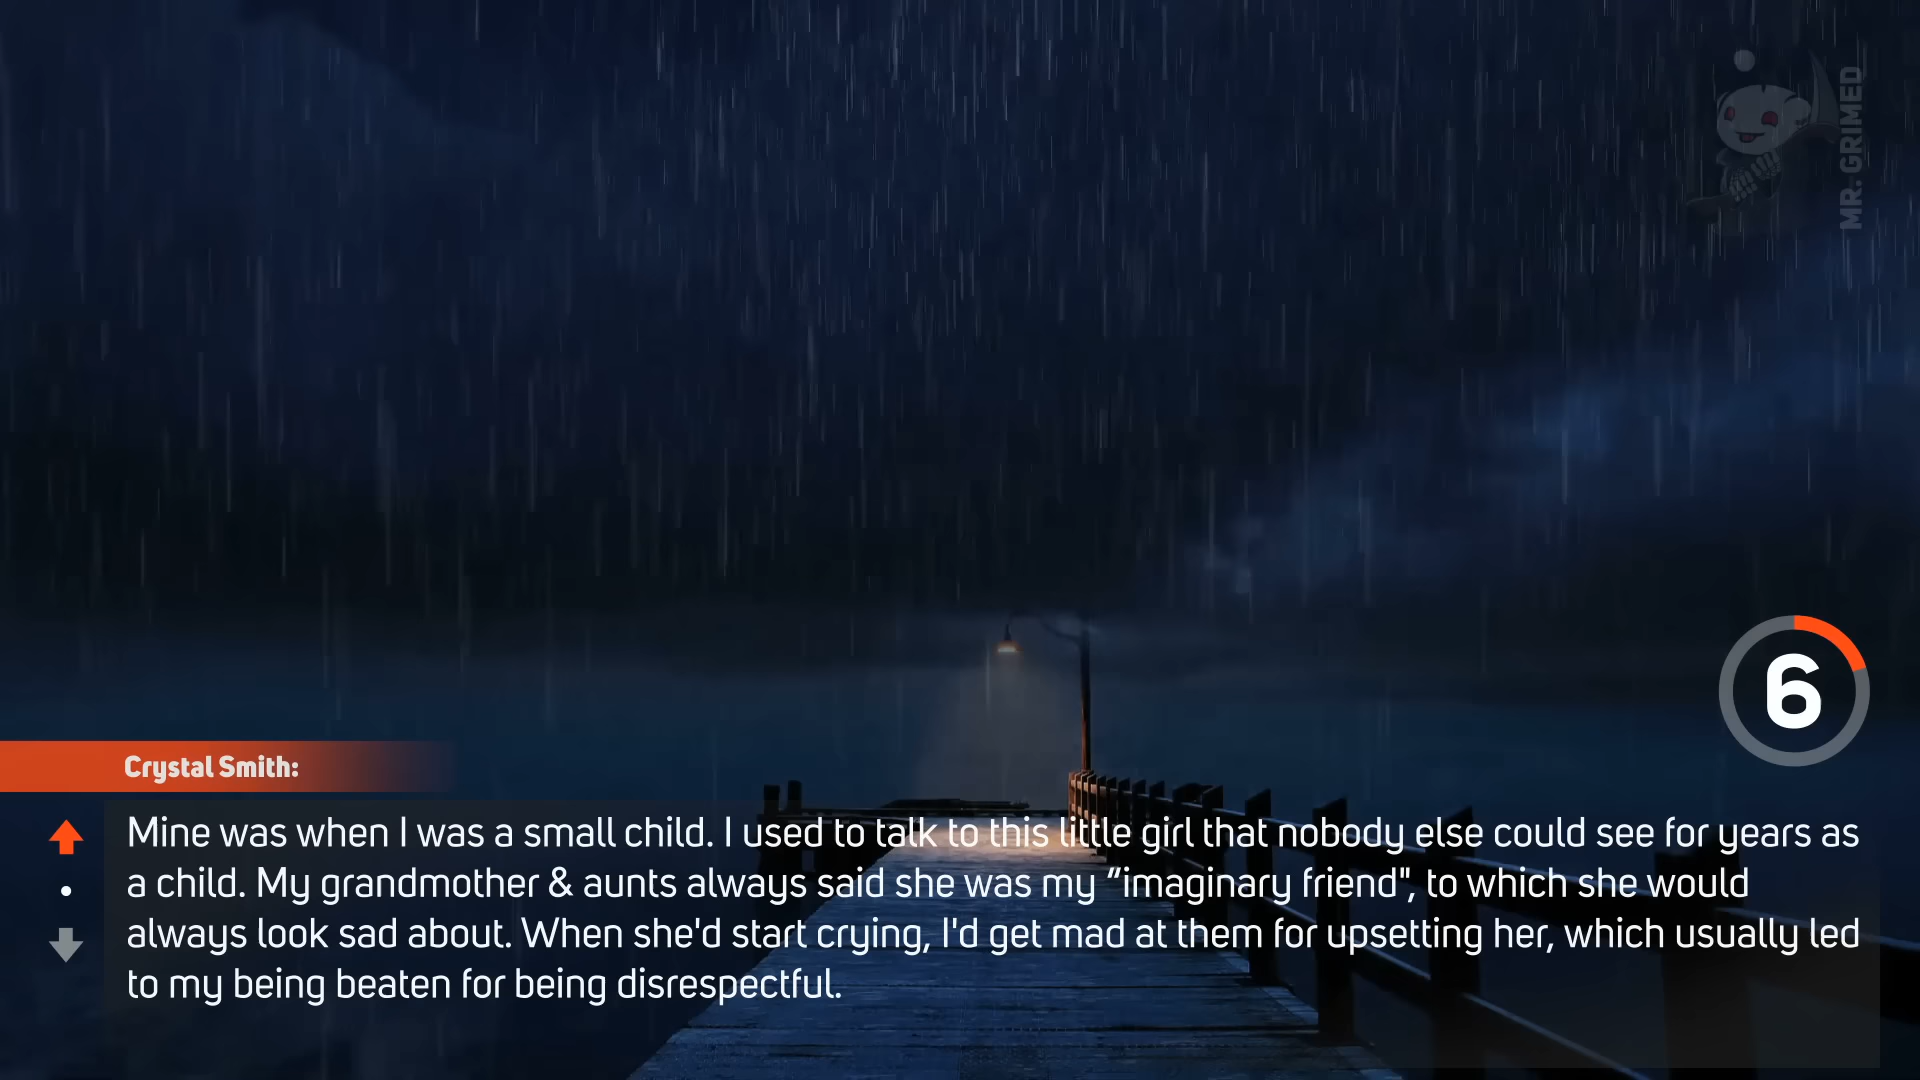 MR. GRIMED
6
Crystal Smith:
Mine was when I was a small child. I used to talk to this little girl that nobody else could see for years as
a child. My grandmother & aunts always said she was my “imaginary friend", to which she would
always look sad about. When she'd start crying, I'd get mad at them for upsetting her, which usually led
to my being beaten for being disrespectful.